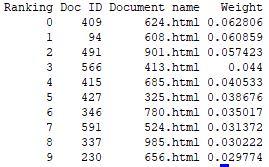 Ranking Doc ID Document name Weight
0 409 624.html 0.062806
1 94 608.html 0.060859
2 491 901.html 0.057423
3 566 413.html 0.044
4 415 685.html 0.040533
5 427 325.html 0.038676
6 346 780.html 0.035017
7 591 524.html 0.031372
8 337 985.html 0.030222
9 230 656.html 0.029774